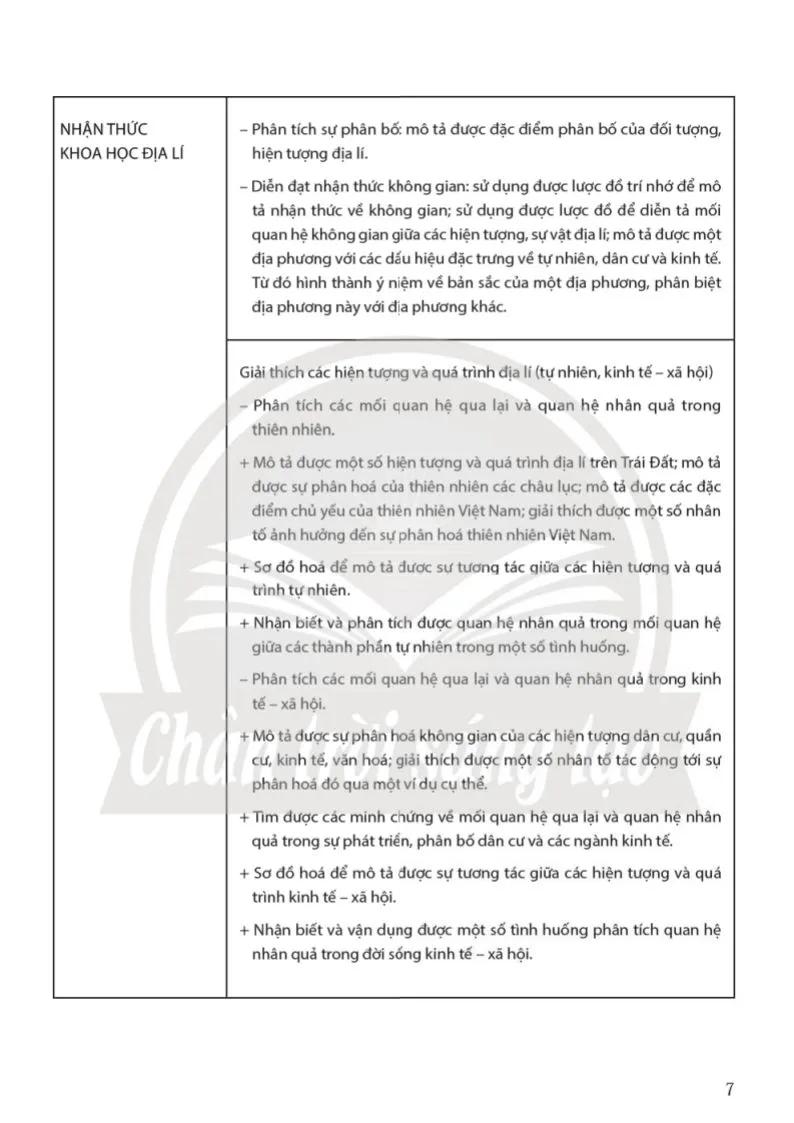 NHẬN THỨC
KHOA HỌC ĐỊA LÍ
– Phân tích sự phân bố: mô tả được đặc điểm phân bố của đối tượng,
hiện tượng địa lí.
– Diễn đạt nhận thức không gian: sử dụng được lược đồ trí nhớ để mô
tả nhận thức về không gian; sử dụng được lược đồ để diễn tả mối
quan hệ không gian giữa các hiện tượng, sự vật địa lí; mô tả được một
địa phương với các dấu hiệu đặc trưng về tự nhiên, dân cư và kinh tế.
Từ đó hình thành ý niệm về bản sắc của một địa phương, phân biệt
địa phương này với địa phương khác.
Giải thích các hiện tượng và quá trình địa lí (tự nhiên, kinh tế – xã hội)
– Phân tích các mối quan hệ qua lại và quan hệ nhân quả trong
thiên nhiên.
+ Mô tả được một số hiện tượng và quá trình địa lí trên Trái Đất; mô tả
được sự phân hoá của thiên nhiên các châu lục; mô tả được các đặc
điểm chủ yếu của thiên nhiên Việt Nam; giải thích được một số nhân
tố ảnh hưởng đến sự phân hoá thiên nhiên Việt Nam.
+ Sơ đồ hoá để mô tả được sự tương tác giữa các hiện tượng và quá
trình tự nhiên.
+ Nhận biết và phân tích được quan hệ nhân quả trong mối quan hệ
giữa các thành phần tự nhiên trong một số tình huống.
– Phân tích các mối quan hệ qua lại và quan hệ nhân quả trong kinh
tế – xã hội.
+ Mô tả được sự phân hoá không gian của các hiện tượng dân cư, quần
cư, kinh tế, văn hoá; giải thích được một số nhân tố tác động tới sự
phân hoá đó qua một ví dụ cụ thể.
+ Tìm được các minh chứng về mối quan hệ qua lại và quan hệ nhân
quả trong sự phát triển, phân bố dân cư và các ngành kinh tế.
+ Sơ đồ hoá để mô tả được sự tương tác giữa các hiện tượng và quá
trình kinh tế – xã hội.
+ Nhận biết và vận dụng được một số tình huống phân tích quan hệ
nhân quả trong đời sống kinh tế – xã hội.
Chân trời sáng tạo
7